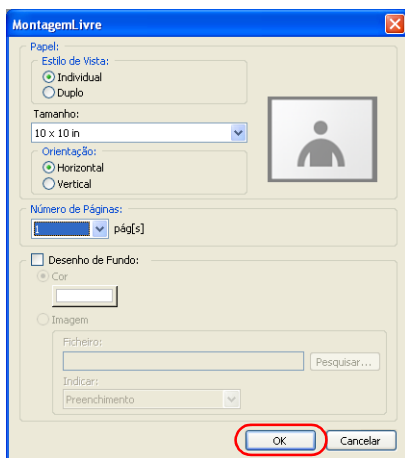 MontagemLivre
Papel:
Estilo de Vista:
Individual
Duplo
Tamanho:
10 x 10 in
Orientação:
Horizontal
Vertical
Número de Páginas:
1 pág[s]
Desenho de Fundo:
Cor
Imagem
Ficheiro:
Pesquisar...
Indicar:
Preenchimento
OK Cancelar